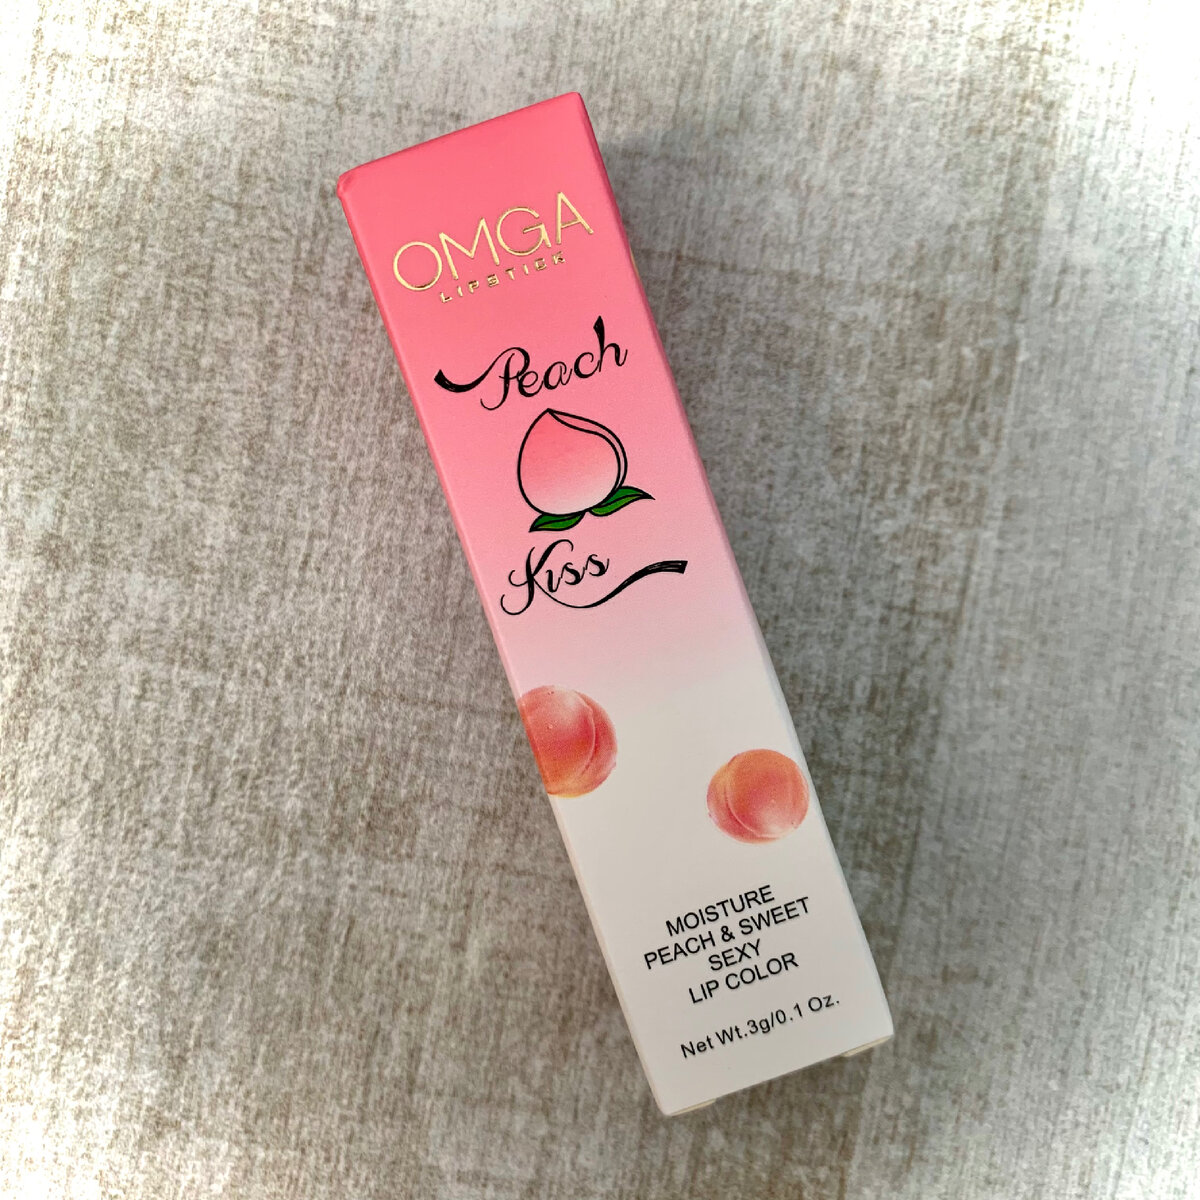 OMGA
LIPSTICK
Peach
Kiss
MOISTURE
PEACH & SWEET
SEXY
LIP COLOR
Net Wt.3g/0.1 Oz.